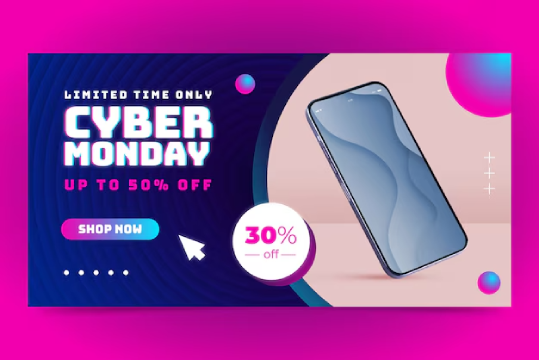 LIMITED TIME ONLY
CYBER
MONDAY
UP TO 50% OFF
SHOP NOW
30%
off